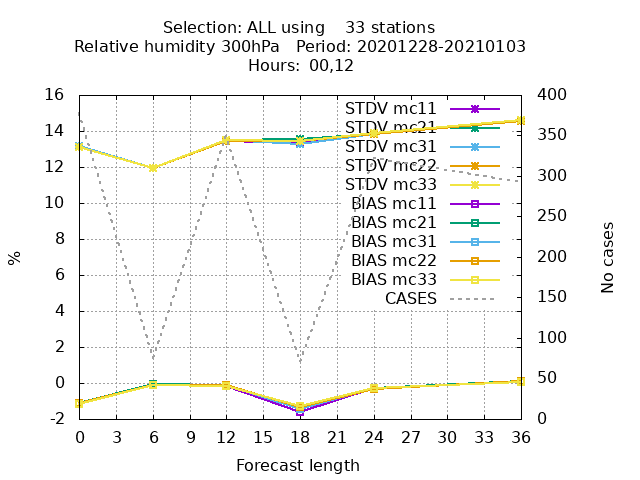 Selection: ALL using    33 stations
Relative humidity 300hPa   Period: 20201228-20210103
Hours: 00,12
16
14
12
10
8
6
4
2
0
-2
%
STDV mc11
STDV mc21
STDV mc31
STDV mc22
STDV mc33
BIAS mc11
BIAS mc21
BIAS mc31
BIAS mc22
BIAS mc33
CASES
400
350
300
250
200
150
100
50
0
No cases
0 3 6 9 12 15 18 21 24 27 30 33 36
Forecast length